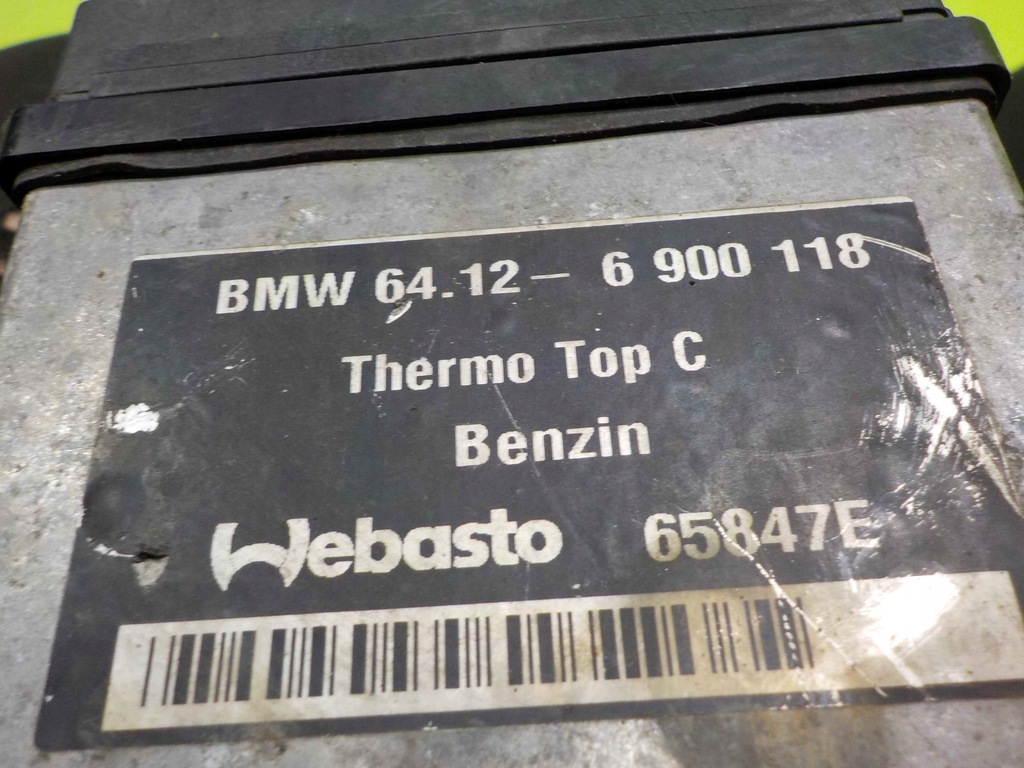 BMW 64.12 – 6 900 118
Thermo Top C
Benzin
Webasto 65847E